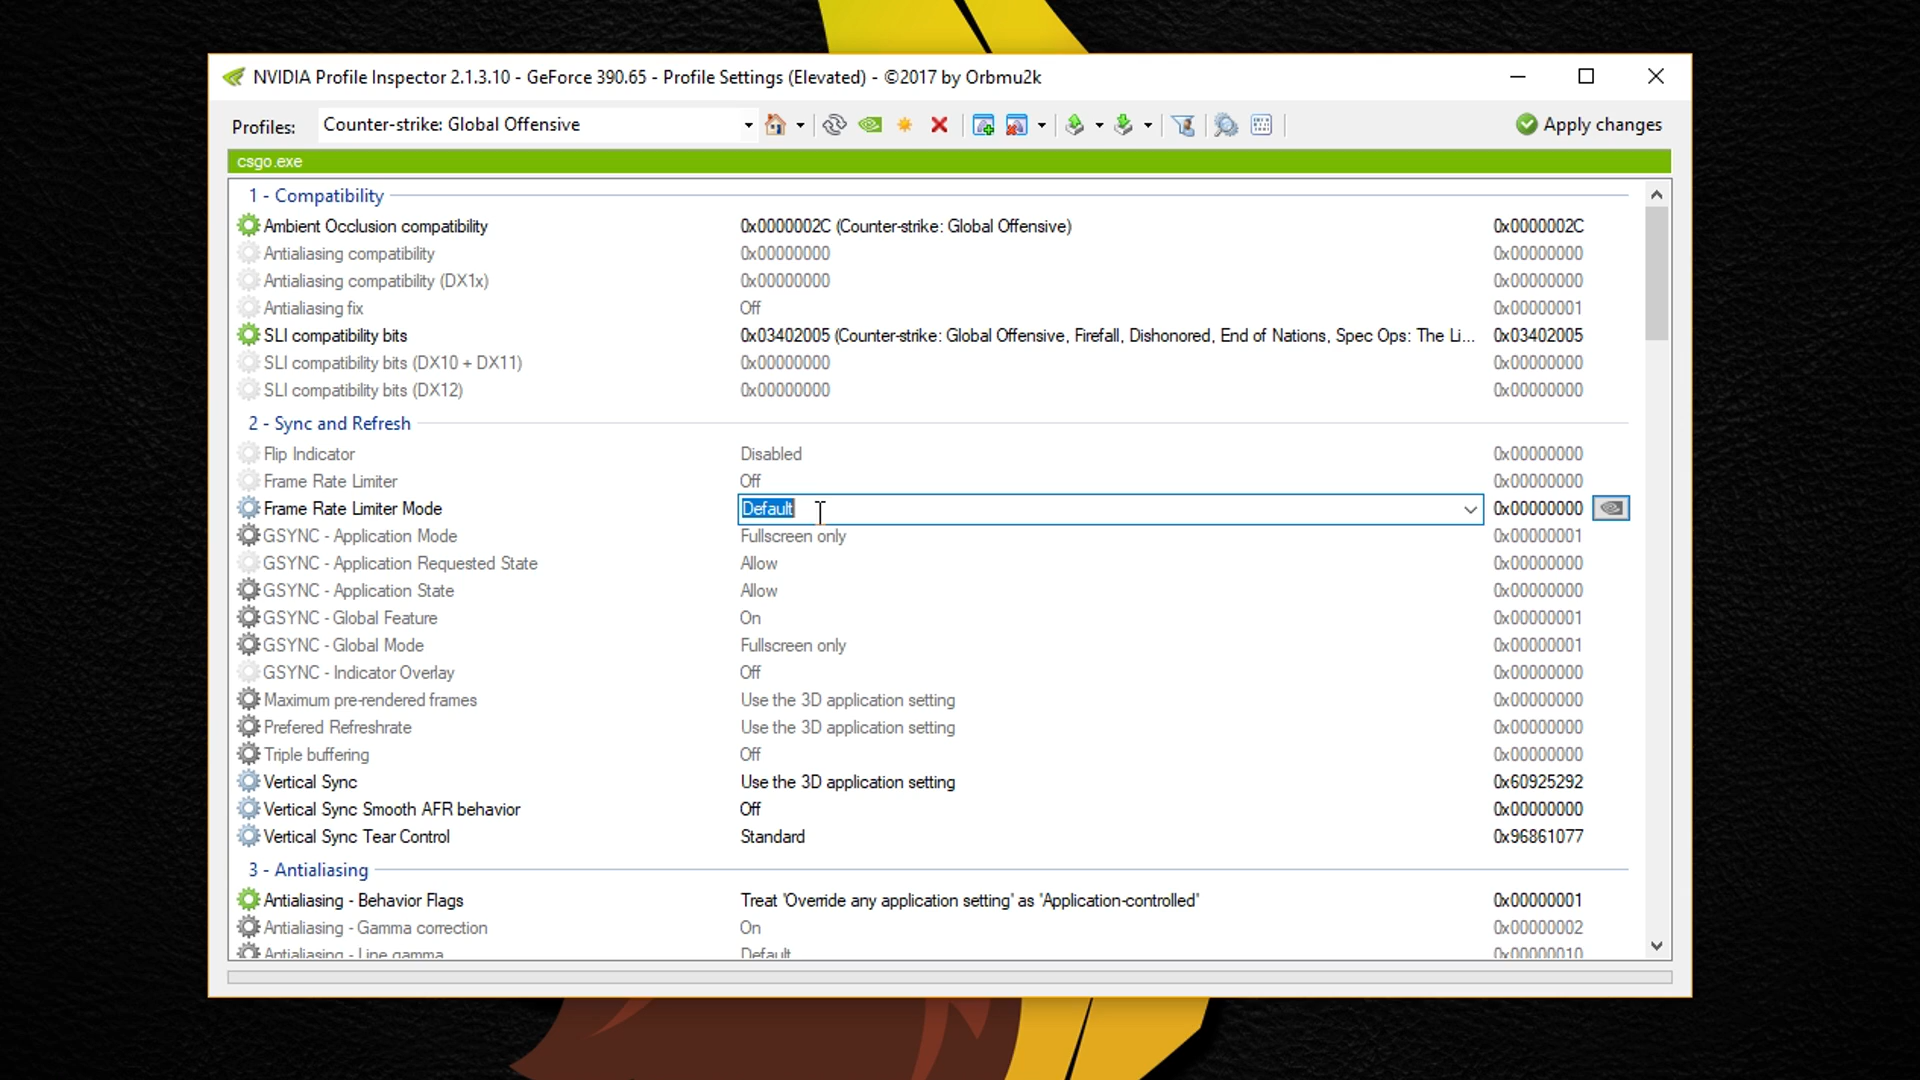 NVIDIA Profile Inspector 2.1.3.10 - GeForce 390.65 - Profile Settings (Elevated) - ©2017 by Orbmu2k
Profiles: Counter-strike: Global Offensive Apply changes
csgo.exe
1 - Compatibility
Ambient Occlusion compatibility 0x0000002C (Counter-strike: Global Offensive) 0x0000002C
Antialiasing compatibility 0x00000000 0x00000000
Antialiasing compatibility (DX1x) 0x00000000 0x00000000
Antialiasing fix Off 0x00000001
SLI compatibility bits 0x03402005 (Counter-strike: Global Offensive, Firefall, Dishonored, End of Nations, Spec Ops: The Li... 0x03402005
SLI compatibility bits (DX10 + DX11) 0x00000000 0x00000000
SLI compatibility bits (DX12) 0x00000000 0x00000000
2 - Sync and Refresh
Flip Indicator Disabled 0x00000000
Frame Rate Limiter Off 0x00000000
Frame Rate Limiter Mode Default 0x00000000
GSYNC - Application Mode Fullscreen only 0x00000001
GSYNC - Application Requested State Allow 0x00000000
GSYNC - Application State Allow 0x00000000
GSYNC - Global Feature On 0x00000001
GSYNC - Global Mode Fullscreen only 0x00000001
GSYNC - Indicator Overlay Off 0x00000000
Maximum pre-rendered frames Use the 3D application setting 0x00000000
Prefered Refreshrate Use the 3D application setting 0x00000000
Triple buffering Off 0x00000000
Vertical Sync Use the 3D application setting 0x60925292
Vertical Sync Smooth AFR behavior Off 0x00000000
Vertical Sync Tear Control Standard 0x96861077
3 - Antialiasing
Antialiasing - Behavior Flags Treat 'Override any application setting' as 'Application-controlled' 0x00000001
Antialiasing - Gamma correction On 0x00000002
Antialiasing - Line gamma Default 0x00000010